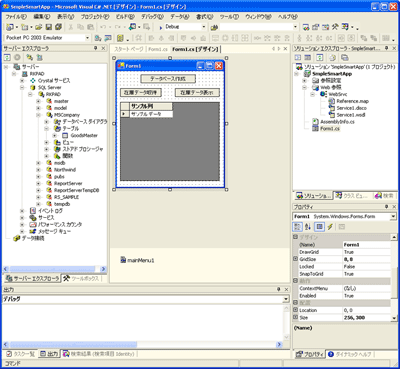 SimpleSmartApp - Microsoft Visual C# .NET [デザイン] - Form1.cs [デザイン]
ファイル(F) 編集(E) 表示(V) プロジェクト(P) ビルド(B) デバッグ(D) データ(A) 書式(O) ツール(T) ウィンドウ(W) ヘルプ(H)
Debug
Pocket PC 2002 Emulator
サーバー エクスプローラ
サーバー
RKPAD
Crystal サービス
SQL Server
RKPAD
master
model
MSCompany
データベース ダイアグラ
テーブル
GoodsMaster
ビュー
ストアド プロシージャ
関数
msdb
Northwind
pubs
ReportServer
ReportServerTempDB
RS_SAMPLE
tempdb
イベント ログ
サービス
パフォーマンス カウンタ
メッセージ キュー
データ接続
サーバー エクスプローラ
ツールボックス
スタート ページ
Form1.cs
Form1.cs [デザイン]
Form1
データベース作成
在庫データ取得
在庫データ表示
サンプル列
サンプル データ
mainMenu1
ソリューション エクスプローラ - SimpleSmart...
ソリューション 'SimpleSmartApp' (1 プロジェクト)
SimpleSmartApp
参照設定
Web 参照
WebSrvc
Reference.map
Service1.disco
Service1.wsdl
AssemblyInfo.cs
Form1.cs
ソリューショ...
クラス ビュー
プロパティ
Form1 System.Windows.Forms.Form
デザイン
(Name) Form1
DrawGrid True
GridSize 8, 8
Locked False
SnapToGrid True
動作
ContextMenu (なし)
Enabled True
配置
Location 0, 0
Size 256, 300
(Name)
プロパティ
ダイナミック ヘルプ
出力
デバッグ
タスク一覧
出力
検索結果 (検索項目 Identity)
コマンド